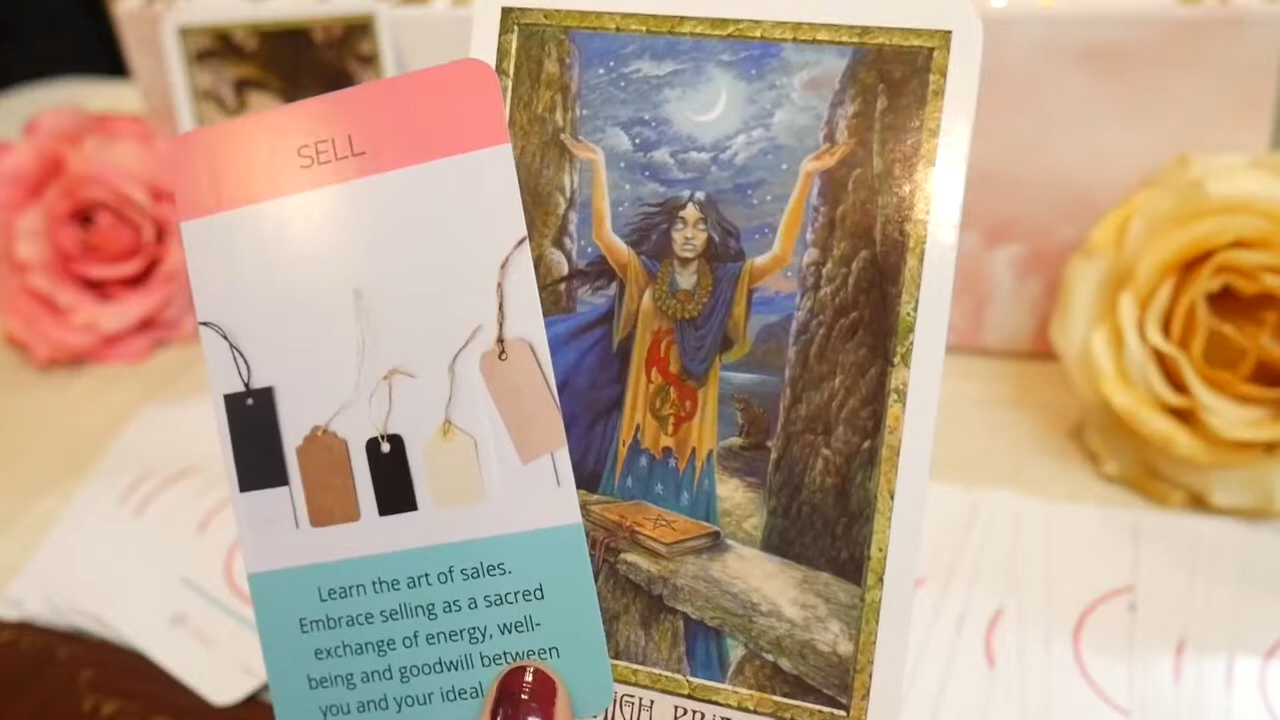 SELL
Learn the art of sales.
Embrace selling as a sacred
exchange of energy, well-
being and goodwill between
you and your ideal
HIGH